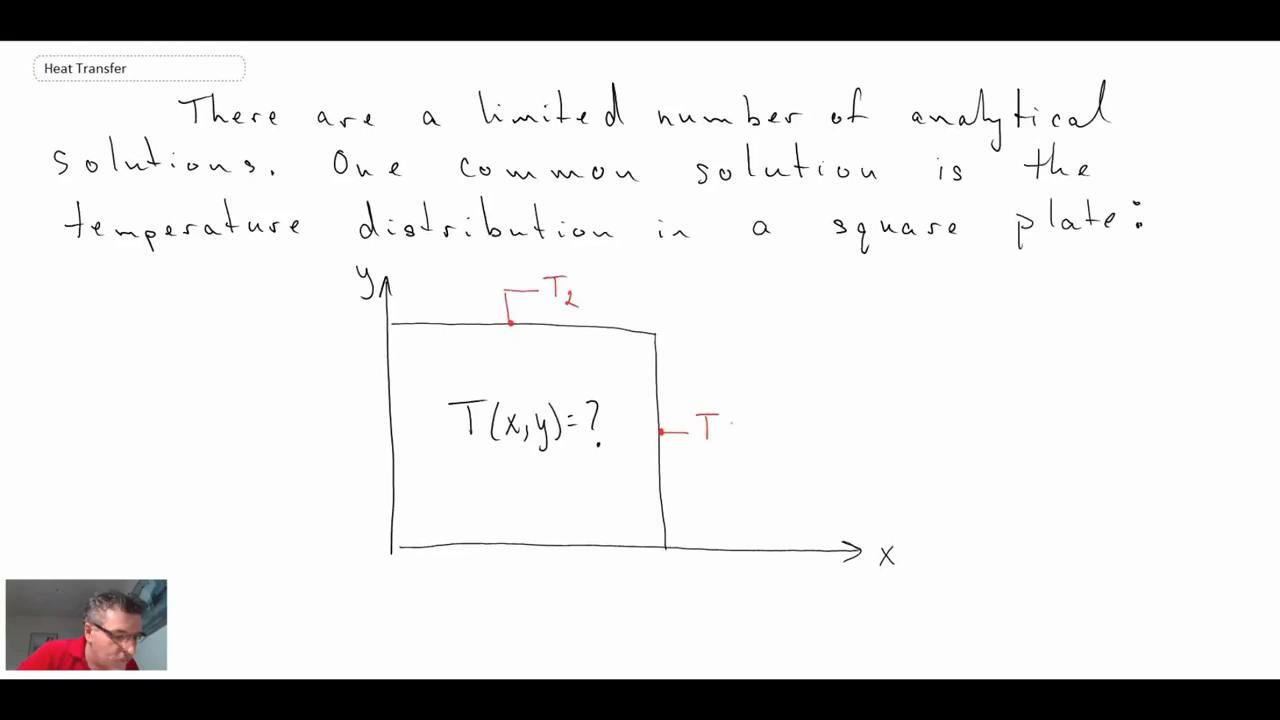 Heat Transfer
There are a limited number of analytical
solutions. One common solution is the
temperature distribution in a square plate:
y
T2
T(x,y)=?
T
x